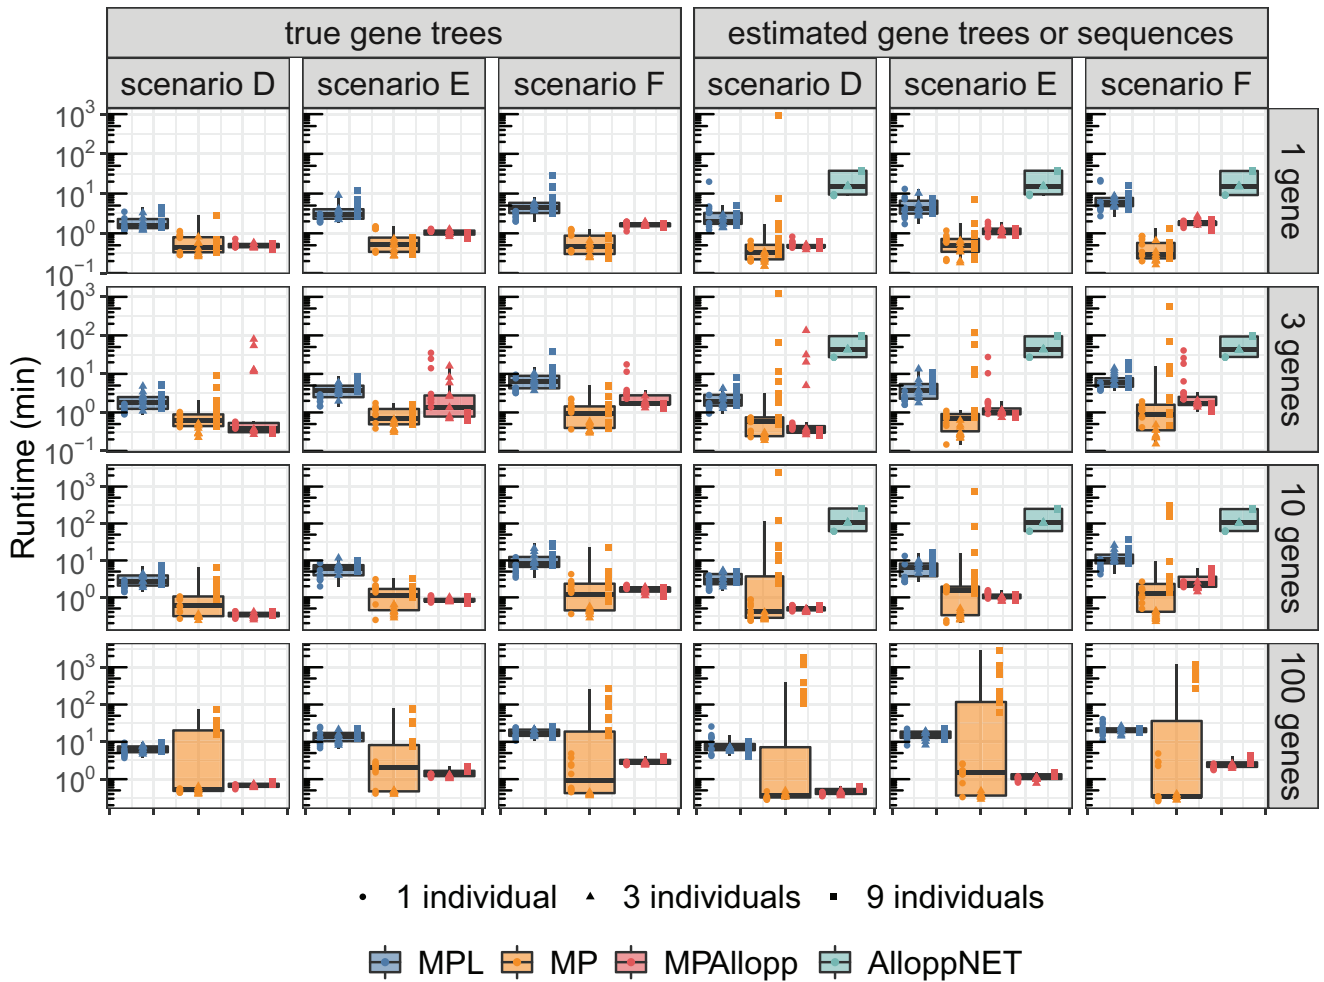 true gene trees
estimated gene trees or sequences
scenario D
scenario E
scenario F
scenario D
scenario E
scenario F
Runtime (min)
10³
10²
10¹
10⁰
10⁻¹
1 gene
10³
10²
10¹
10⁰
10⁻¹
3 genes
10³
10²
10¹
10⁰
10 genes
10³
10²
10¹
10⁰
100 genes
1 individual
3 individuals
9 individuals
MPL
MP
MPAllopp
AlloppNET